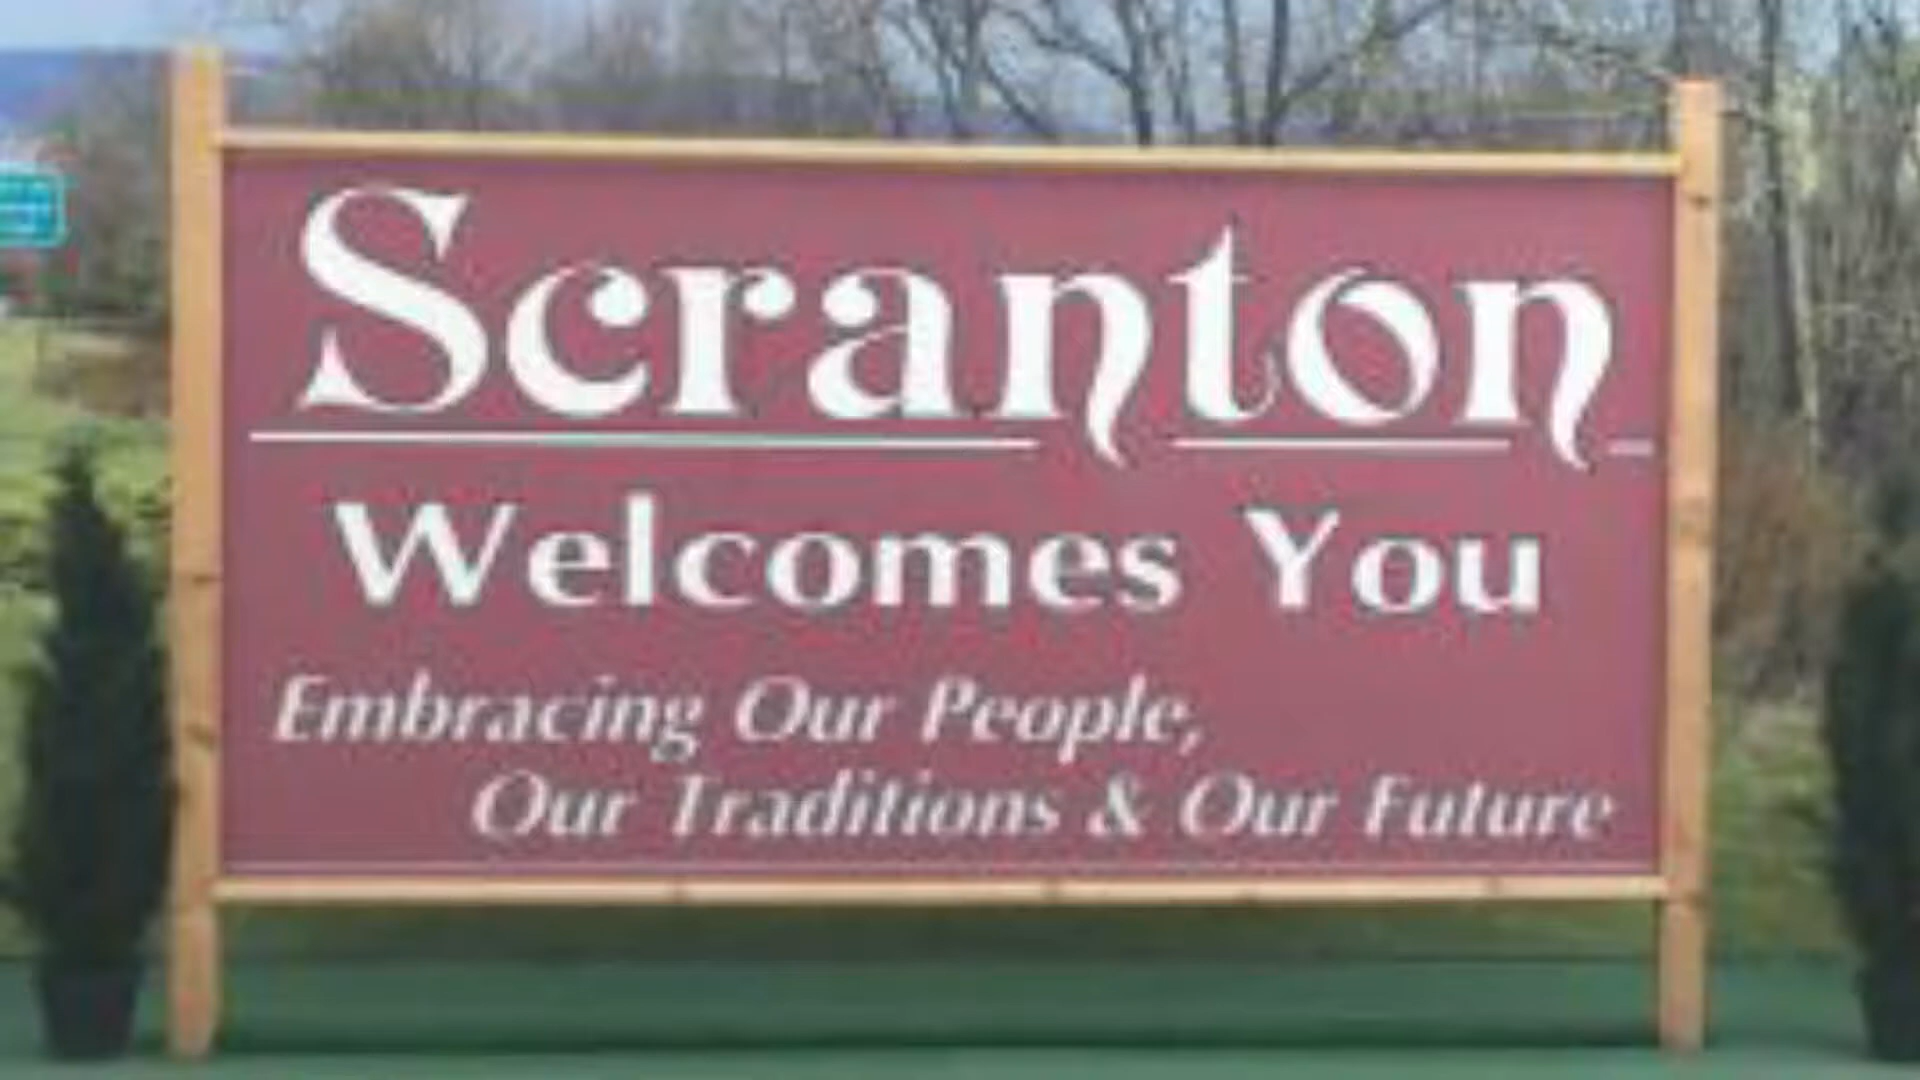 Scranton
Welcomes You
Embracing Our People,
Our Traditions & Our Future